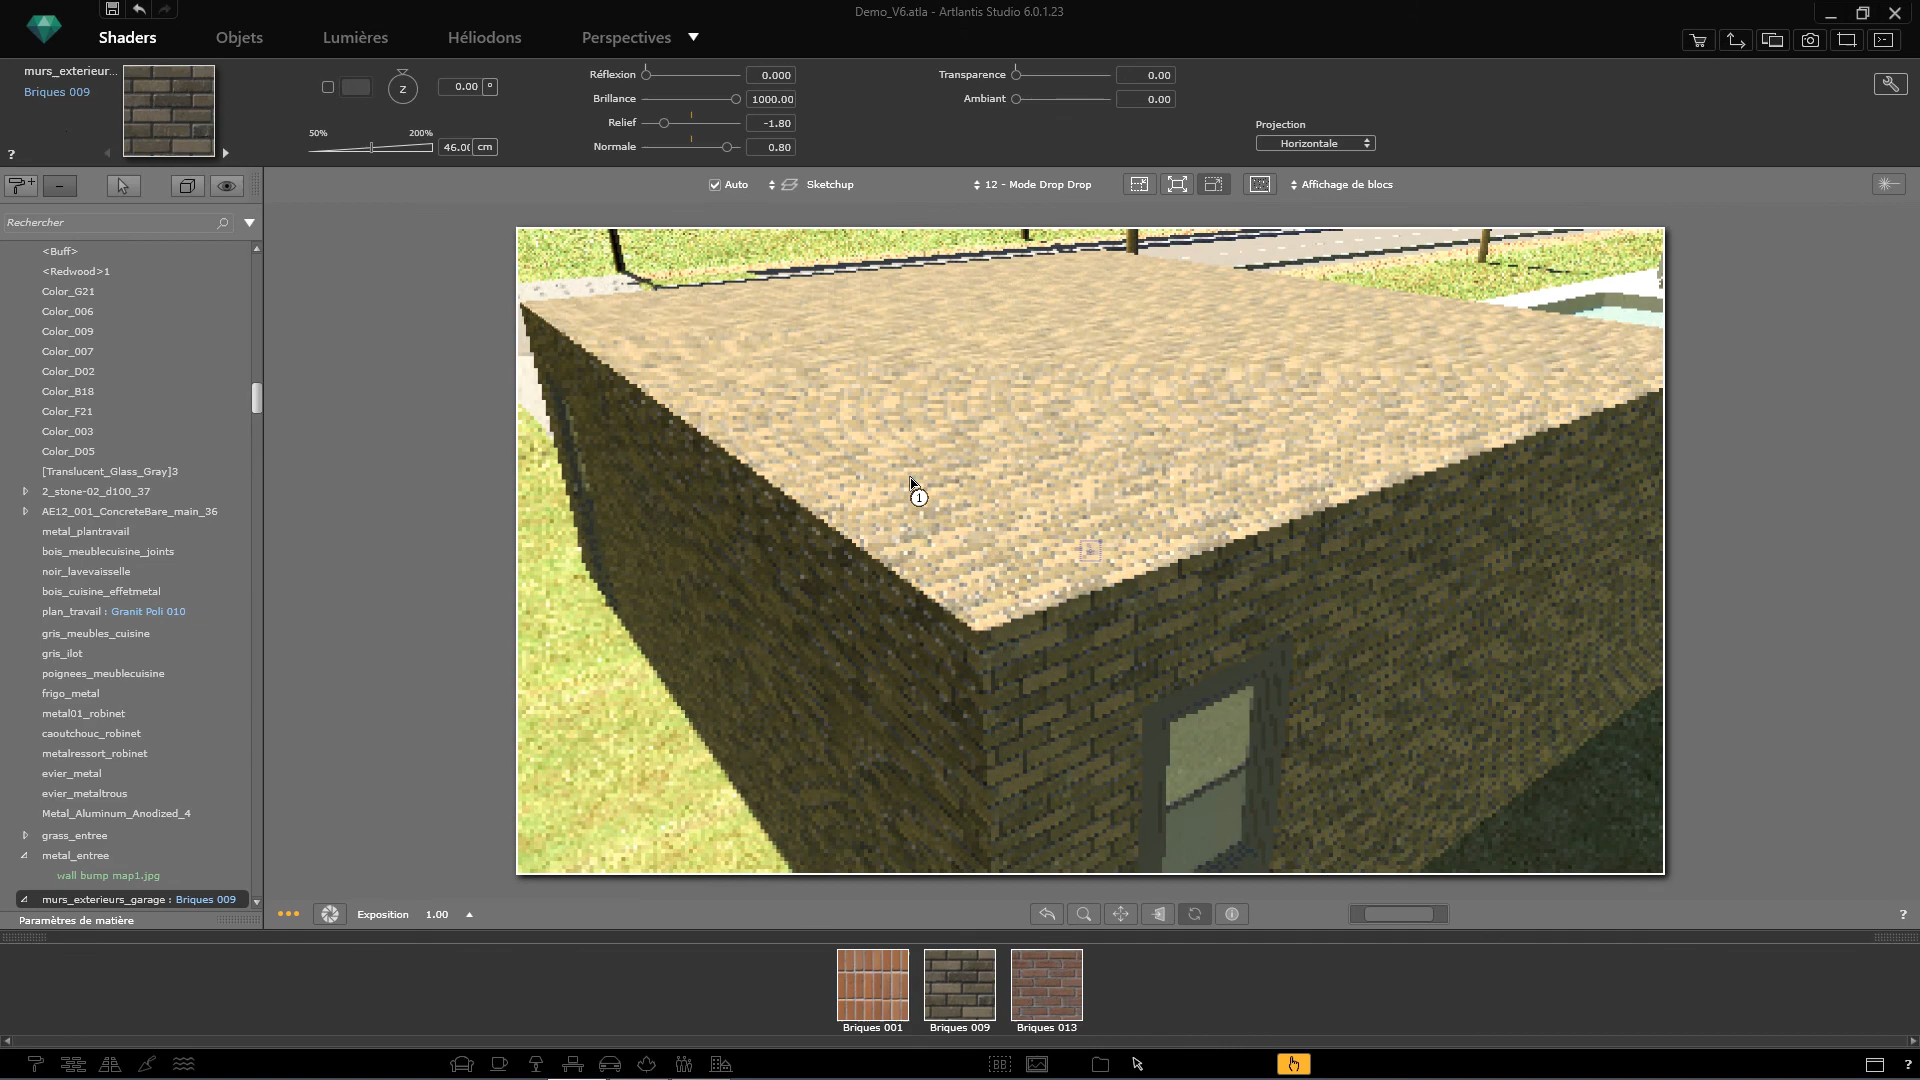 Demo_V6.atla - Artlantis Studio 6.0.1.23
Shaders
Objets
Lumières
Héliodons
Perspectives
murs_exterieur...
Briques 009
?
Z
0.00 °
50%
200%
46.00 cm
Réflexion 0.000
Brillance 1000.00
Relief -1.80
Normale 0.80
Transparence 0.00
Ambiant 0.00
Projection
Horizontale
Auto
Sketchup
12 - Mode Drop Drop
Affichage de blocs
Rechercher
<Buff>
<Redwood>1
Color_G21
Color_006
Color_009
Color_007
Color_D02
Color_B18
Color_F21
Color_003
Color_D05
[Translucent_Glass_Gray]3
2_stone-02_d100_37
AE12_001_ConcreteBare_main_36
metal_plantravail
bois_meublecuisine_joints
noir_lavevaisselle
bois_cuisine_effetmetal
plan_travail : Granit Poli 010
gris_meubles_cuisine
gris_ilot
poignees_meublecuisine
frigo_metal
metal01_robinet
caoutchouc_robinet
metalressort_robinet
evier_metal
evier_metaltrous
Metal_Aluminum_Anodized_4
grass_entree
metal_entree
wall bump map1.jpg
murs_exterieurs_garage : Briques 009
Paramètres de matière
1
Exposition 1.00
?
Briques 001
Briques 009
Briques 013
?